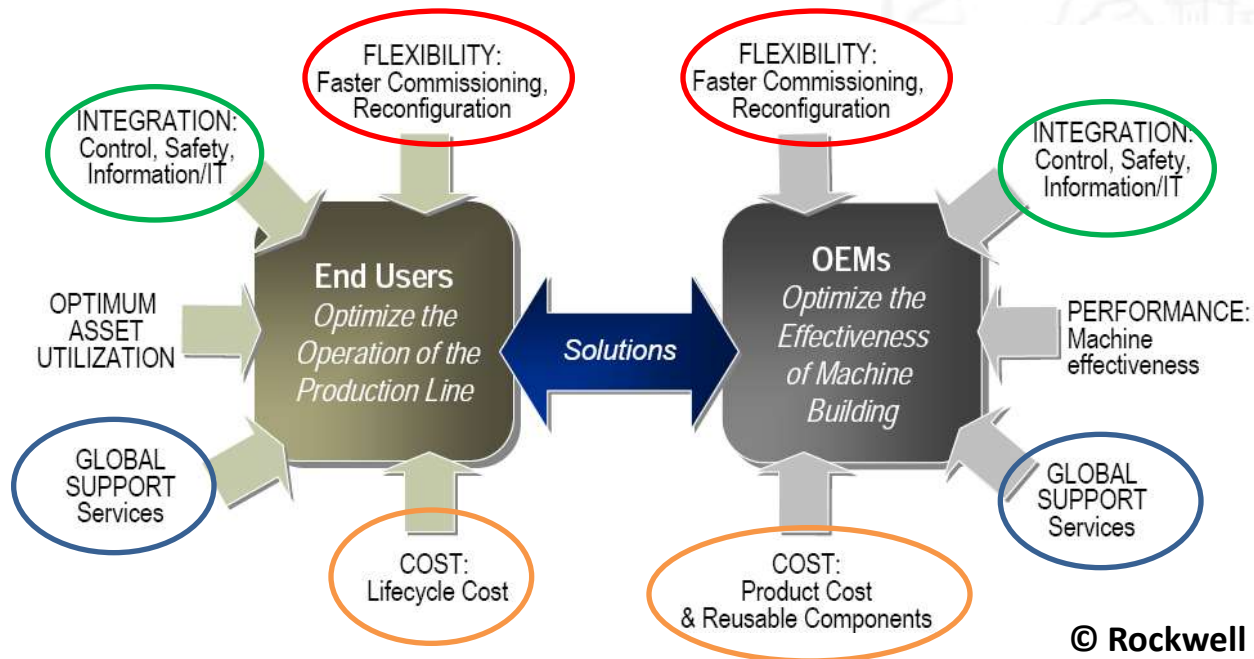 FLEXIBILITY:
Faster Commissioning,
Reconfiguration
INTEGRATION:
Control, Safety,
Information/IT
OPTIMUM
ASSET
UTILIZATION
GLOBAL
SUPPORT
Services
COST:
Lifecycle Cost
End Users
Optimize the
Operation of the
Production Line
Solutions
OEMs
Optimize the
Effectiveness
of Machine
Building
FLEXIBILITY:
Faster Commissioning,
Reconfiguration
INTEGRATION:
Control, Safety,
Information/IT
PERFORMANCE:
Machine
effectiveness
GLOBAL
SUPPORT
Services
COST:
Product Cost
& Reusable Components
© Rockwell